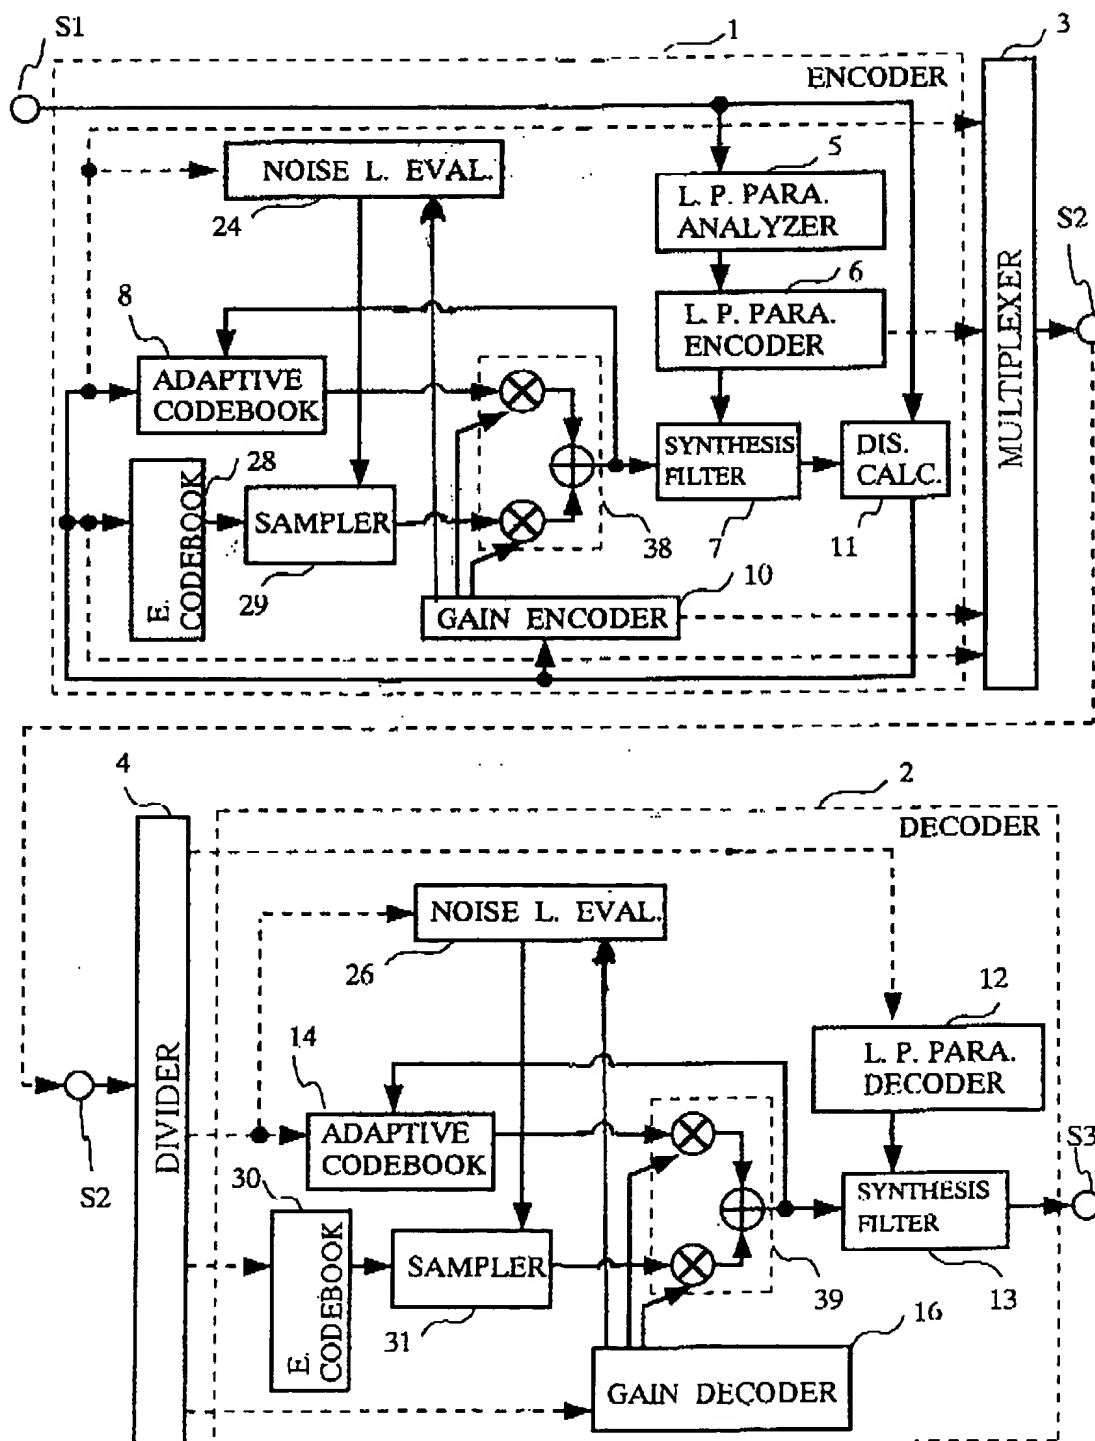 S1
1
3
ENCODER
NOISE L. EVAL.
24
5
L. P. PARA.
ANALYZER
S2
6
L. P. PARA.
ENCODER
MULTIPLEXER
8
ADAPTIVE
CODEBOOK
28
E.
CODEBOOK
SAMPLER
29
SYNTHESIS
FILTER
7
DIS.
CALC.
11
38
10
GAIN ENCODER
4
2
DECODER
NOISE L. EVAL.
26
12
L. P. PARA.
DECODER
14
ADAPTIVE
CODEBOOK
DIVIDER
S2
30
E.
CODEBOOK
SAMPLER
31
SYNTHESIS
FILTER
13
S3
39
16
GAIN DECODER